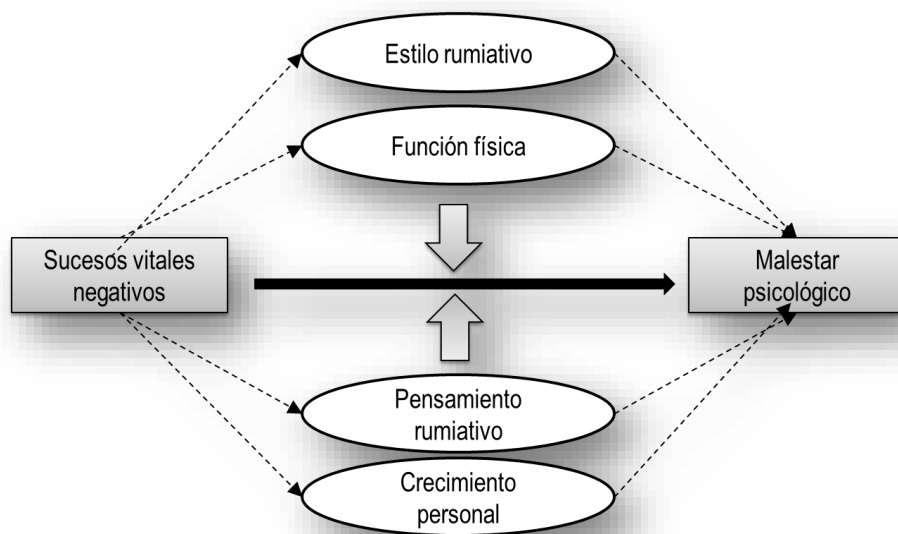 Estilo rumiativo
Función física
Sucesos vitales
negativos
Malestar
psicológico
Pensamiento
rumiativo
Crecimiento
personal